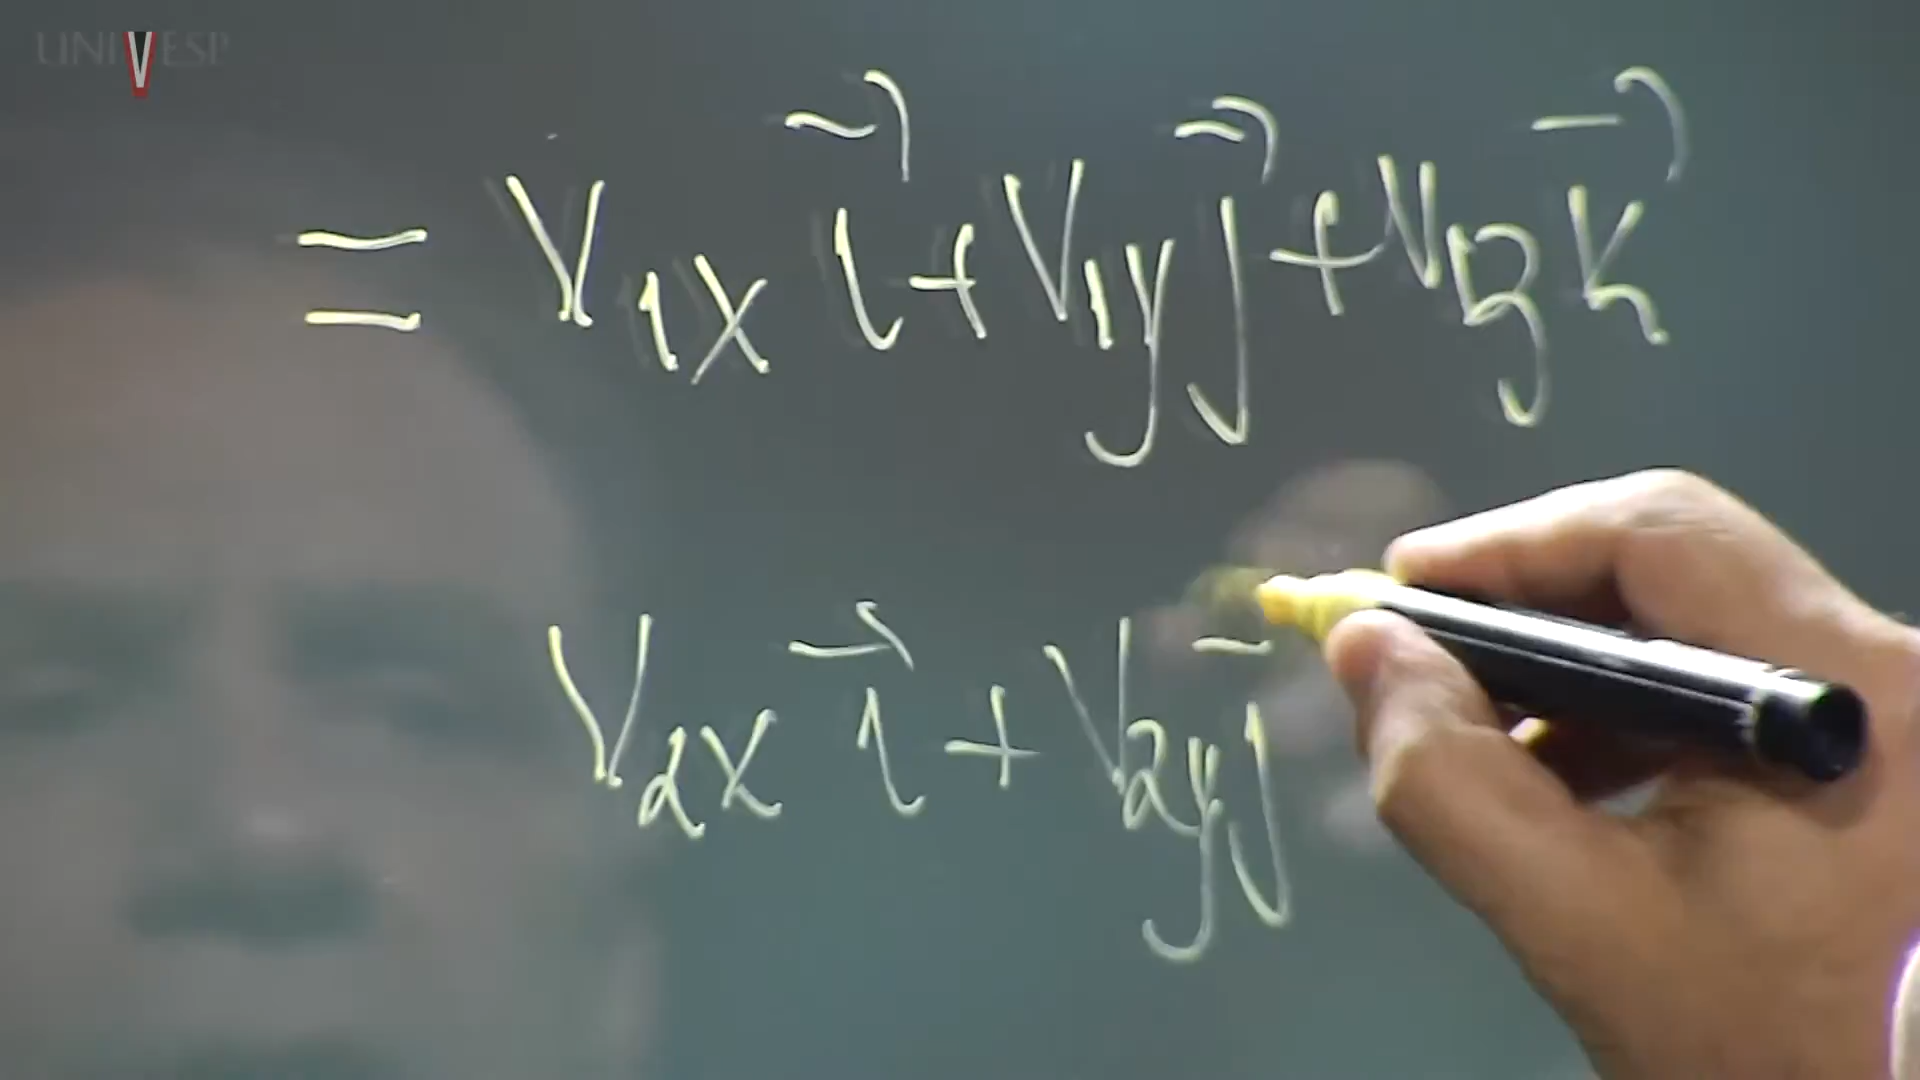 UNIVESP
= V₁ₓ i⃗ + V₁y j⃗ + V₁z k⃗
V₂ₓ i⃗ + V₂y j